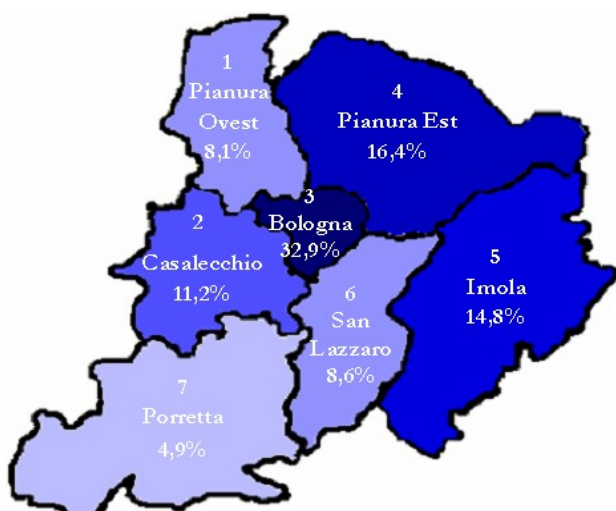 1
Pianura
Ovest
8,1%
4
Pianura Est
16,4%
3
Bologna
32,9%
2
Casalecchio
11,2%
5
Imola
14,8%
6
San
Lazzaro
8,6%
7
Porretta
4,9%